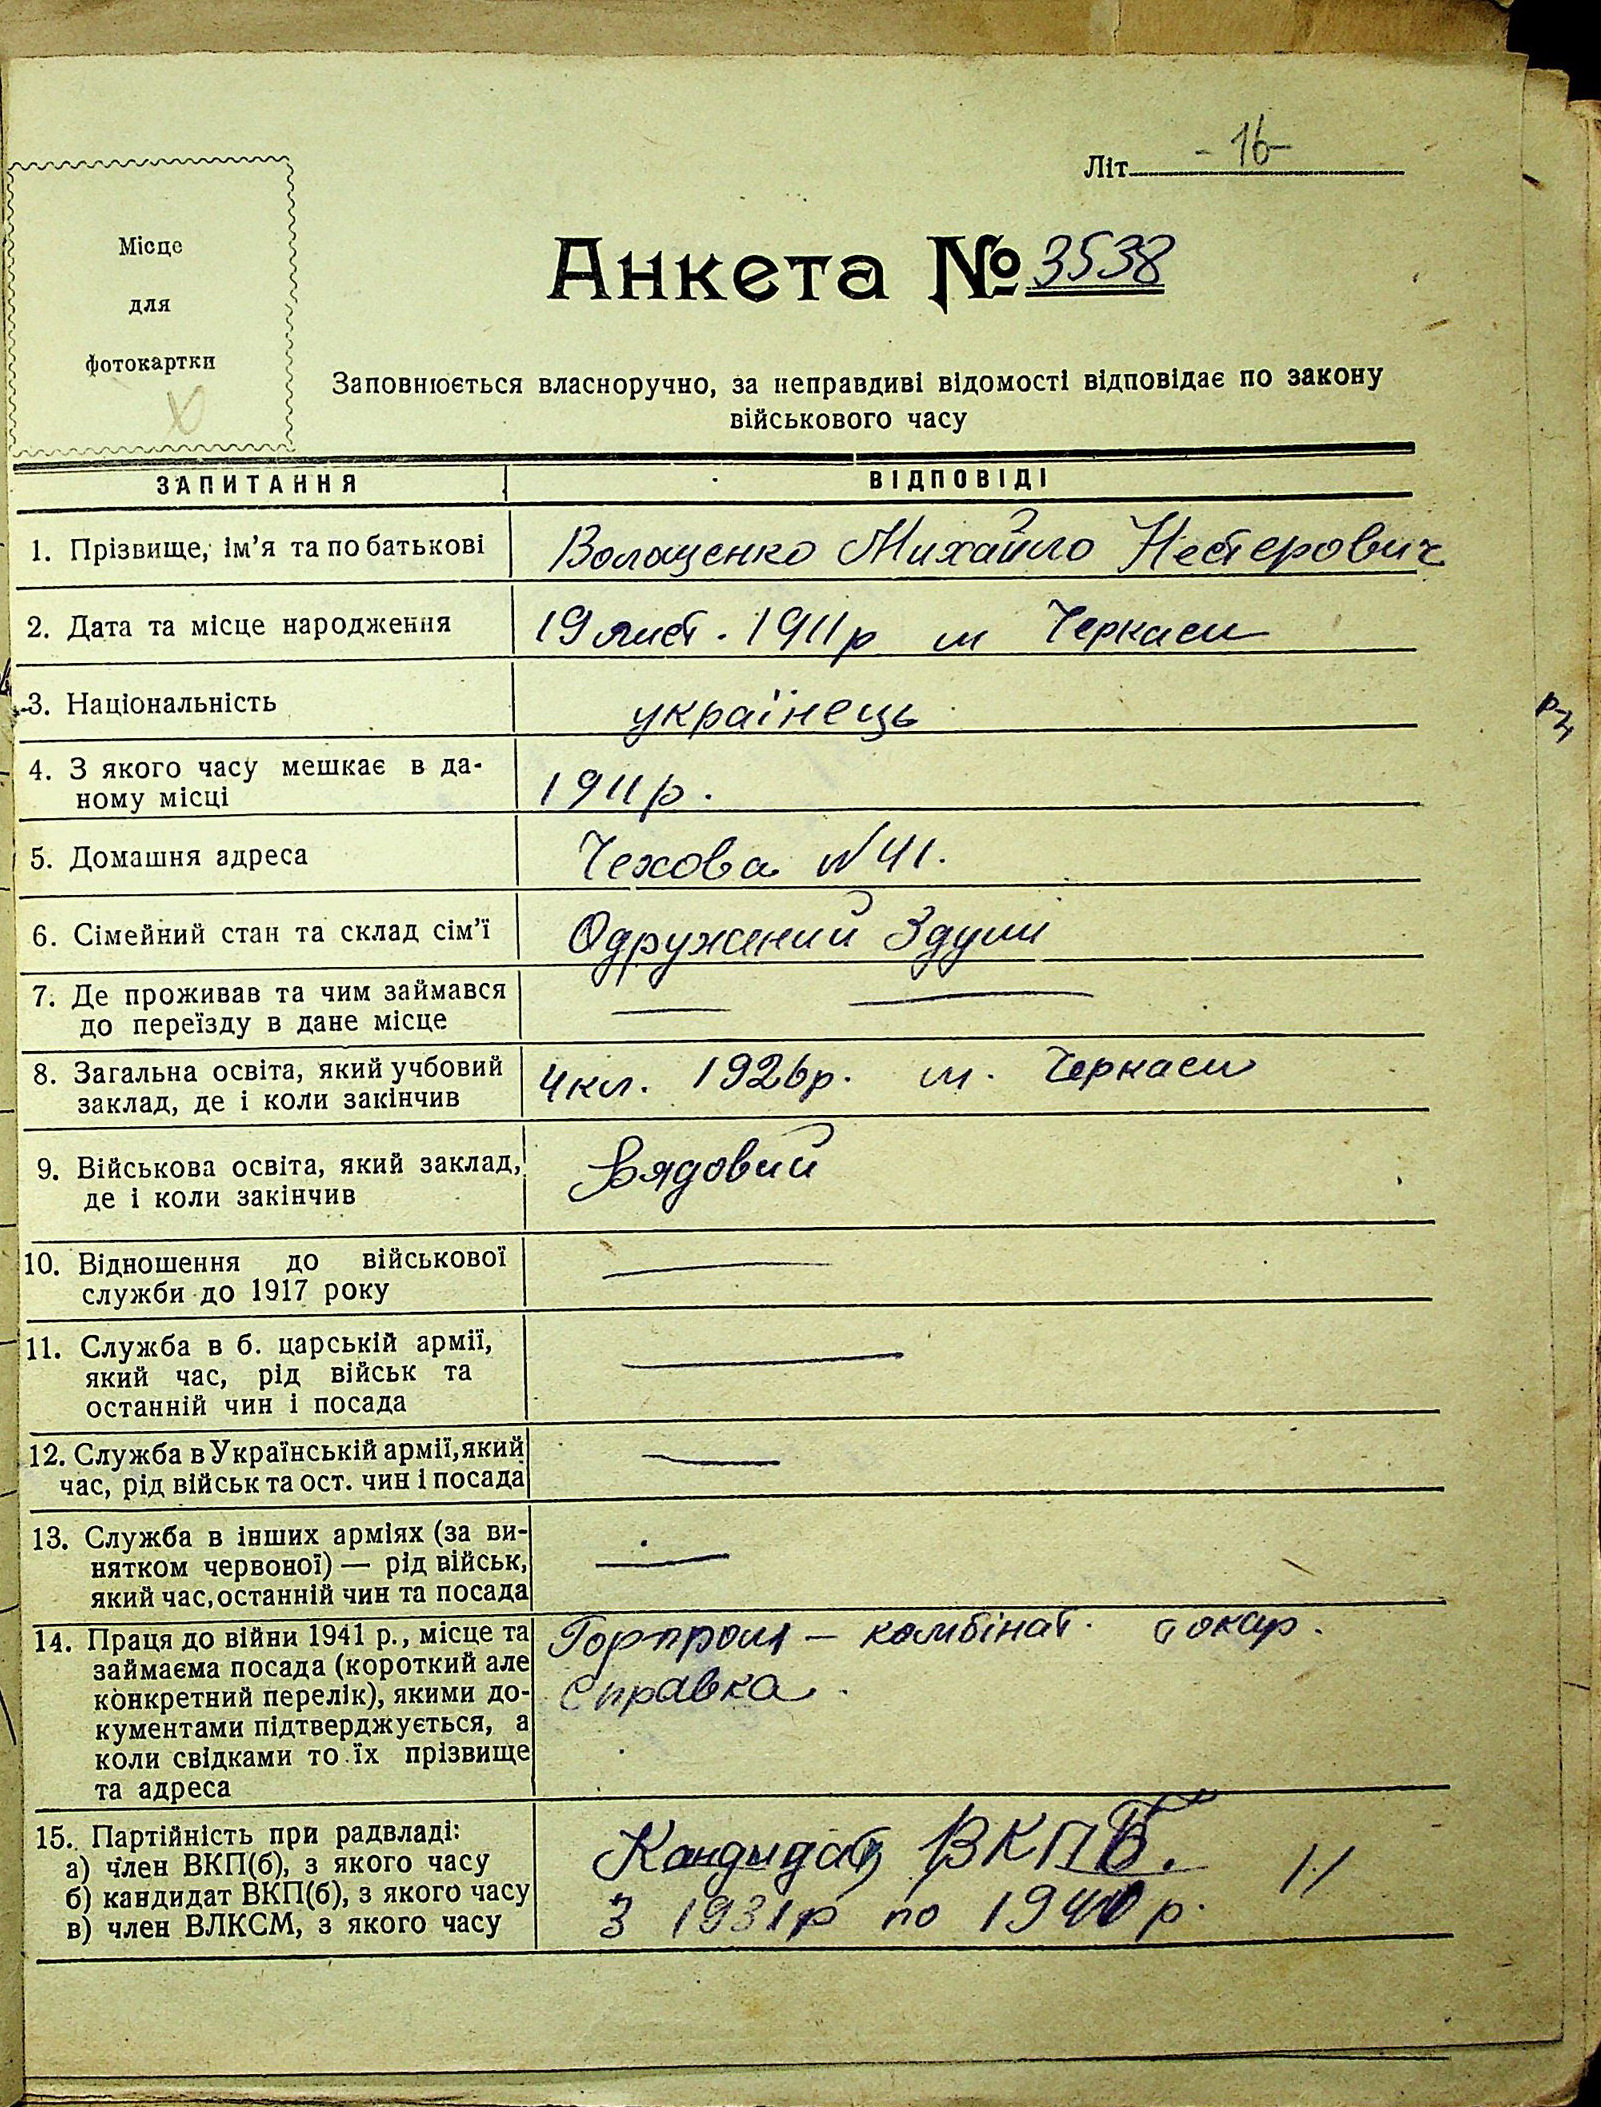 Літ - 16 -
Місце
для
фотокартки
Анкета № 3538
Заповнюється власноручно, за неправдиві відомості відповідає по закону
військового часу
ЗАПИТАННЯ ВІДПОВІДІ
1. Прізвище, ім’я та по батькові Волощенко Михайло Нестерович
2. Дата та місце народження 19 лист. 1911р м Черкаси
3. Національність українець
4. З якого часу мешкає в да-
ному місці 1911р.
5. Домашня адреса Чехова №41.
6. Сімейний стан та склад сім’ї Одружений 3 душі
7. Де проживав та чим займався
до переїзду в дане місце —— ——
8. Загальна освіта, який учбовий
заклад, де і коли закінчив 4кл. 1926р. м. Черкаси
9. Військова освіта, який заклад,
де і коли закінчив Рядовий
10. Відношення до військової
служби до 1917 року ——
11. Служба в б. царській армії,
який час, рід військ та
останній чин і посада ——
12. Служба в Українській армії, який
час, рід військ та ост. чин і посада ——
13. Служба в інших арміях (за ви-
нятком червоної) — рід військ,
який час, останній чин та посада ——
14. Праця до війни 1941 р., місце та
займаєма посада (короткий але
конкретний перелік), якими до-
кументами підтверджується, а
коли свідками то їх прізвище
та адреса
Горпром – комбінат. токар.
Справка.
15. Партійність при радвладі:
а) член ВКП(б), з якого часу
б) кандидат ВКП(б), з якого часу
в) член ВЛКСМ, з якого часу
Кандидат ВКПБ.
З 1931р по 1940 р.